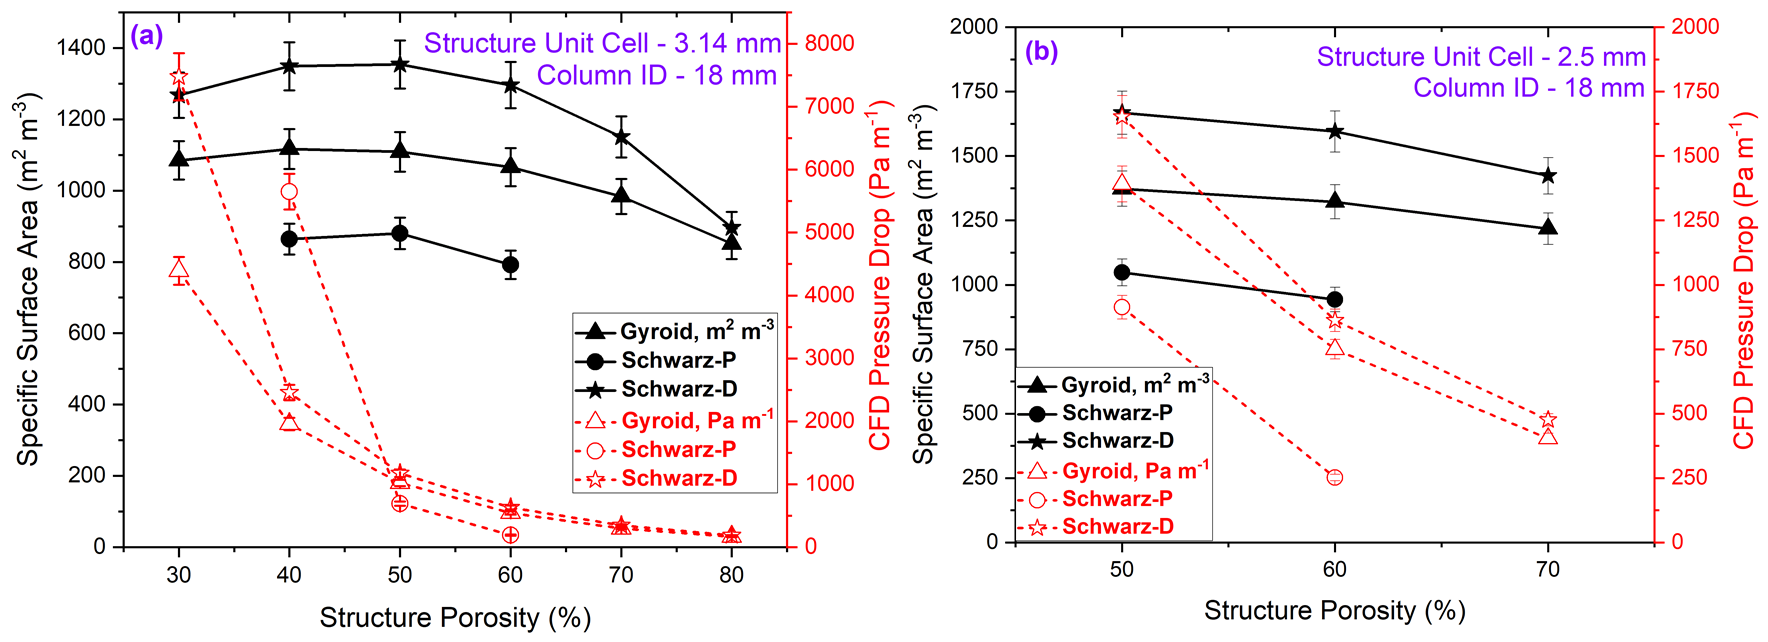 (a)
Structure Unit Cell - 3.14 mm
Column ID - 18 mm
Specific Surface Area (m² m⁻³)
1400
1200
1000
800
600
400
200
0
30 40 50 60 70 80
Structure Porosity (%)
8000
7000
6000
5000
4000
3000
2000
1000
0
CFD Pressure Drop (Pa m⁻¹)
Gyroid, m² m⁻³
Schwarz-P
Schwarz-D
Gyroid, Pa m⁻¹
Schwarz-P
Schwarz-D
(b)
Structure Unit Cell - 2.5 mm
Column ID - 18 mm
Specific Surface Area (m² m⁻³)
2000
1750
1500
1250
1000
750
500
250
0
50 60 70
Structure Porosity (%)
2000
1750
1500
1250
1000
750
500
250
0
CFD Pressure Drop (Pa m⁻¹)
Gyroid, m² m⁻³
Schwarz-P
Schwarz-D
Gyroid, Pa m⁻¹
Schwarz-P
Schwarz-D